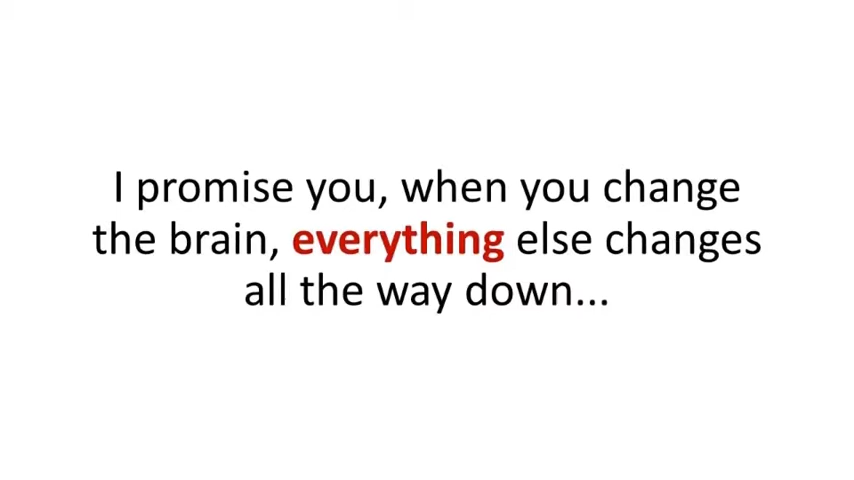 I promise you, when you change
the brain, everything else changes
all the way down...